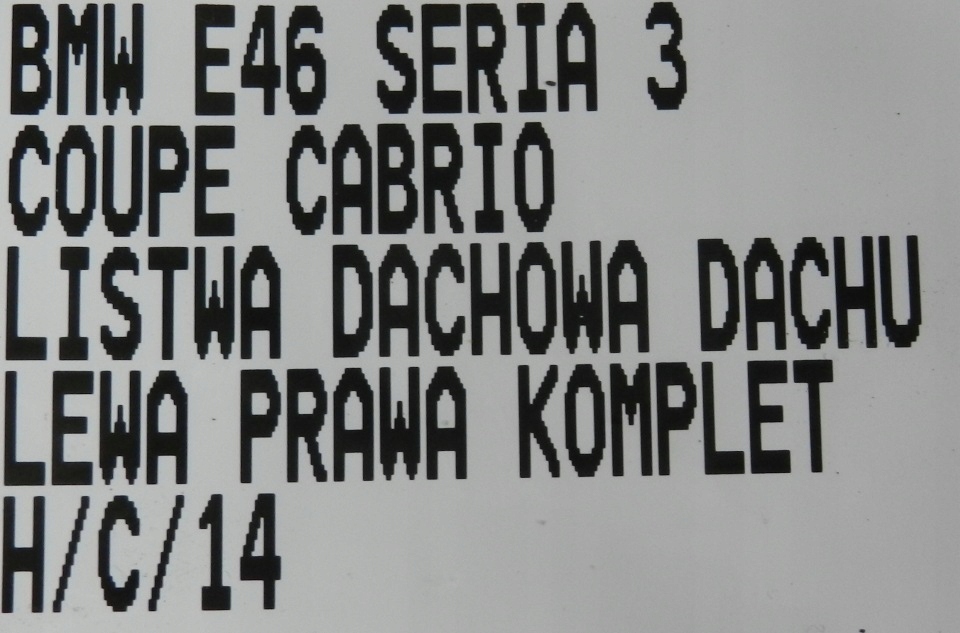 BMW E46 SERIA 3
COUPE CABRIO
LISTWA DACHOWA DACHU
LEWA PRAWA KOMPLET
H/C/14